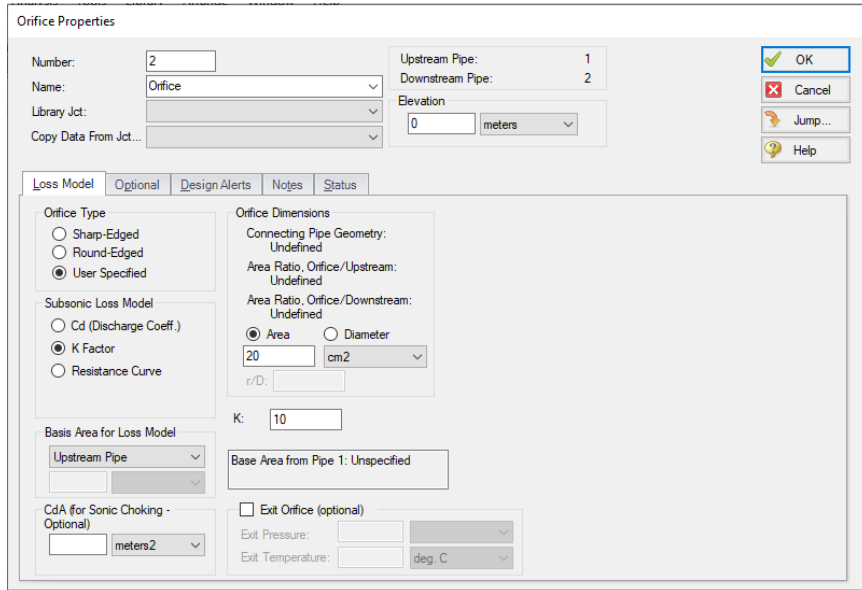 Orifice Properties
Number: 2
Name: Orifice
Library Jct:
Copy Data From Jct...
Upstream Pipe: 1
Downstream Pipe: 2
Elevation
0 meters
OK
Cancel
Jump...
Help
Loss Model Optional Design Alerts Notes Status
Orifice Type
Sharp-Edged
Round-Edged
User Specified
Subsonic Loss Model
Cd (Discharge Coeff.)
K Factor
Resistance Curve
Basis Area for Loss Model
Upstream Pipe
CdA (for Sonic Choking -
Optional)
meters2
Orifice Dimensions
Connecting Pipe Geometry:
Undefined
Area Ratio, Orifice/Upstream:
Undefined
Area Ratio, Orifice/Downstream:
Undefined
Area Diameter
20 cm2
r/D:
K: 10
Base Area from Pipe 1: Unspecified
Exit Orifice (optional)
Exit Pressure:
Exit Temperature: deg. C